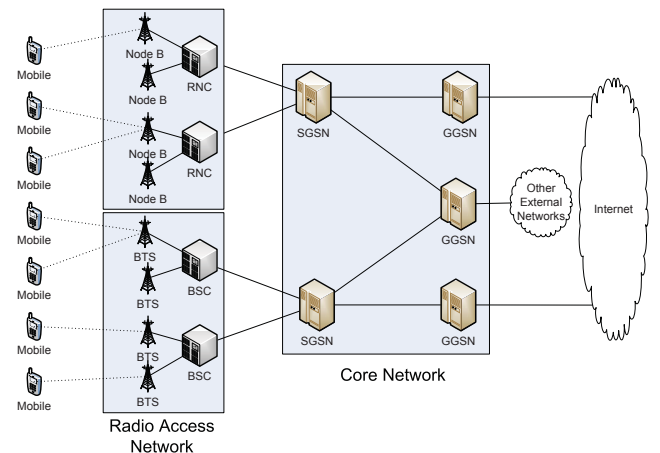 Mobile
Node B
Node B
RNC
Mobile
Mobile
Node B
Node B
RNC
SGSN
GGSN
GGSN
Other
External
Networks
Internet
Mobile
Mobile
BTS
BTS
BSC
Mobile
Mobile
BTS
BTS
BSC
SGSN
GGSN
Core Network
Radio Access
Network